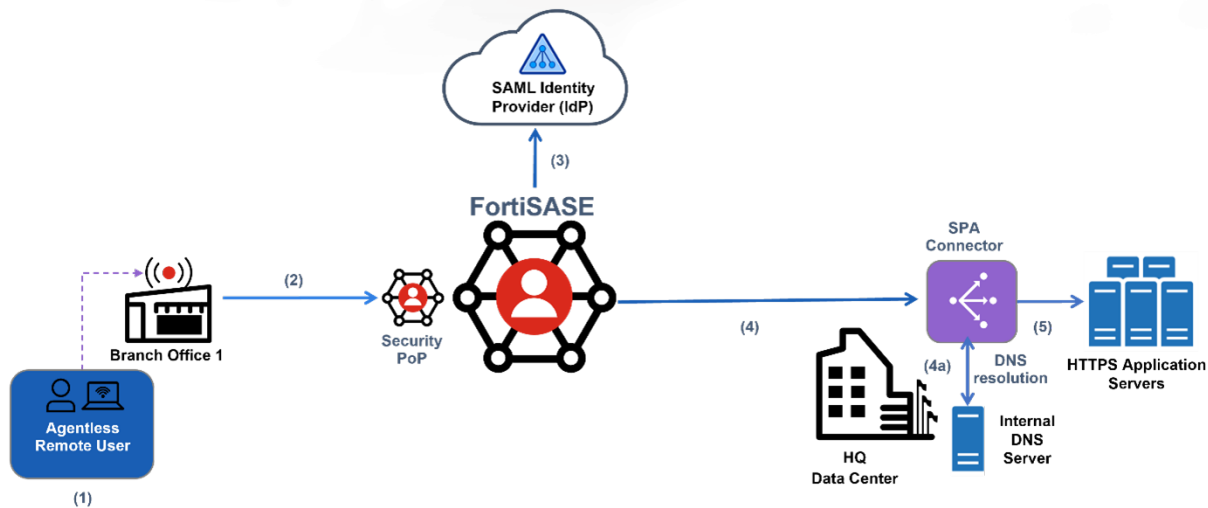 SAML Identity
Provider (IdP)
(3)
FortiSASE
SPA
Connector
(2)
Branch Office 1
Security
PoP
(4)
(5)
(4a)
DNS
resolution
HTTPS Application
Servers
Agentless
Remote User
Internal
DNS
Server
HQ
Data Center
(1)